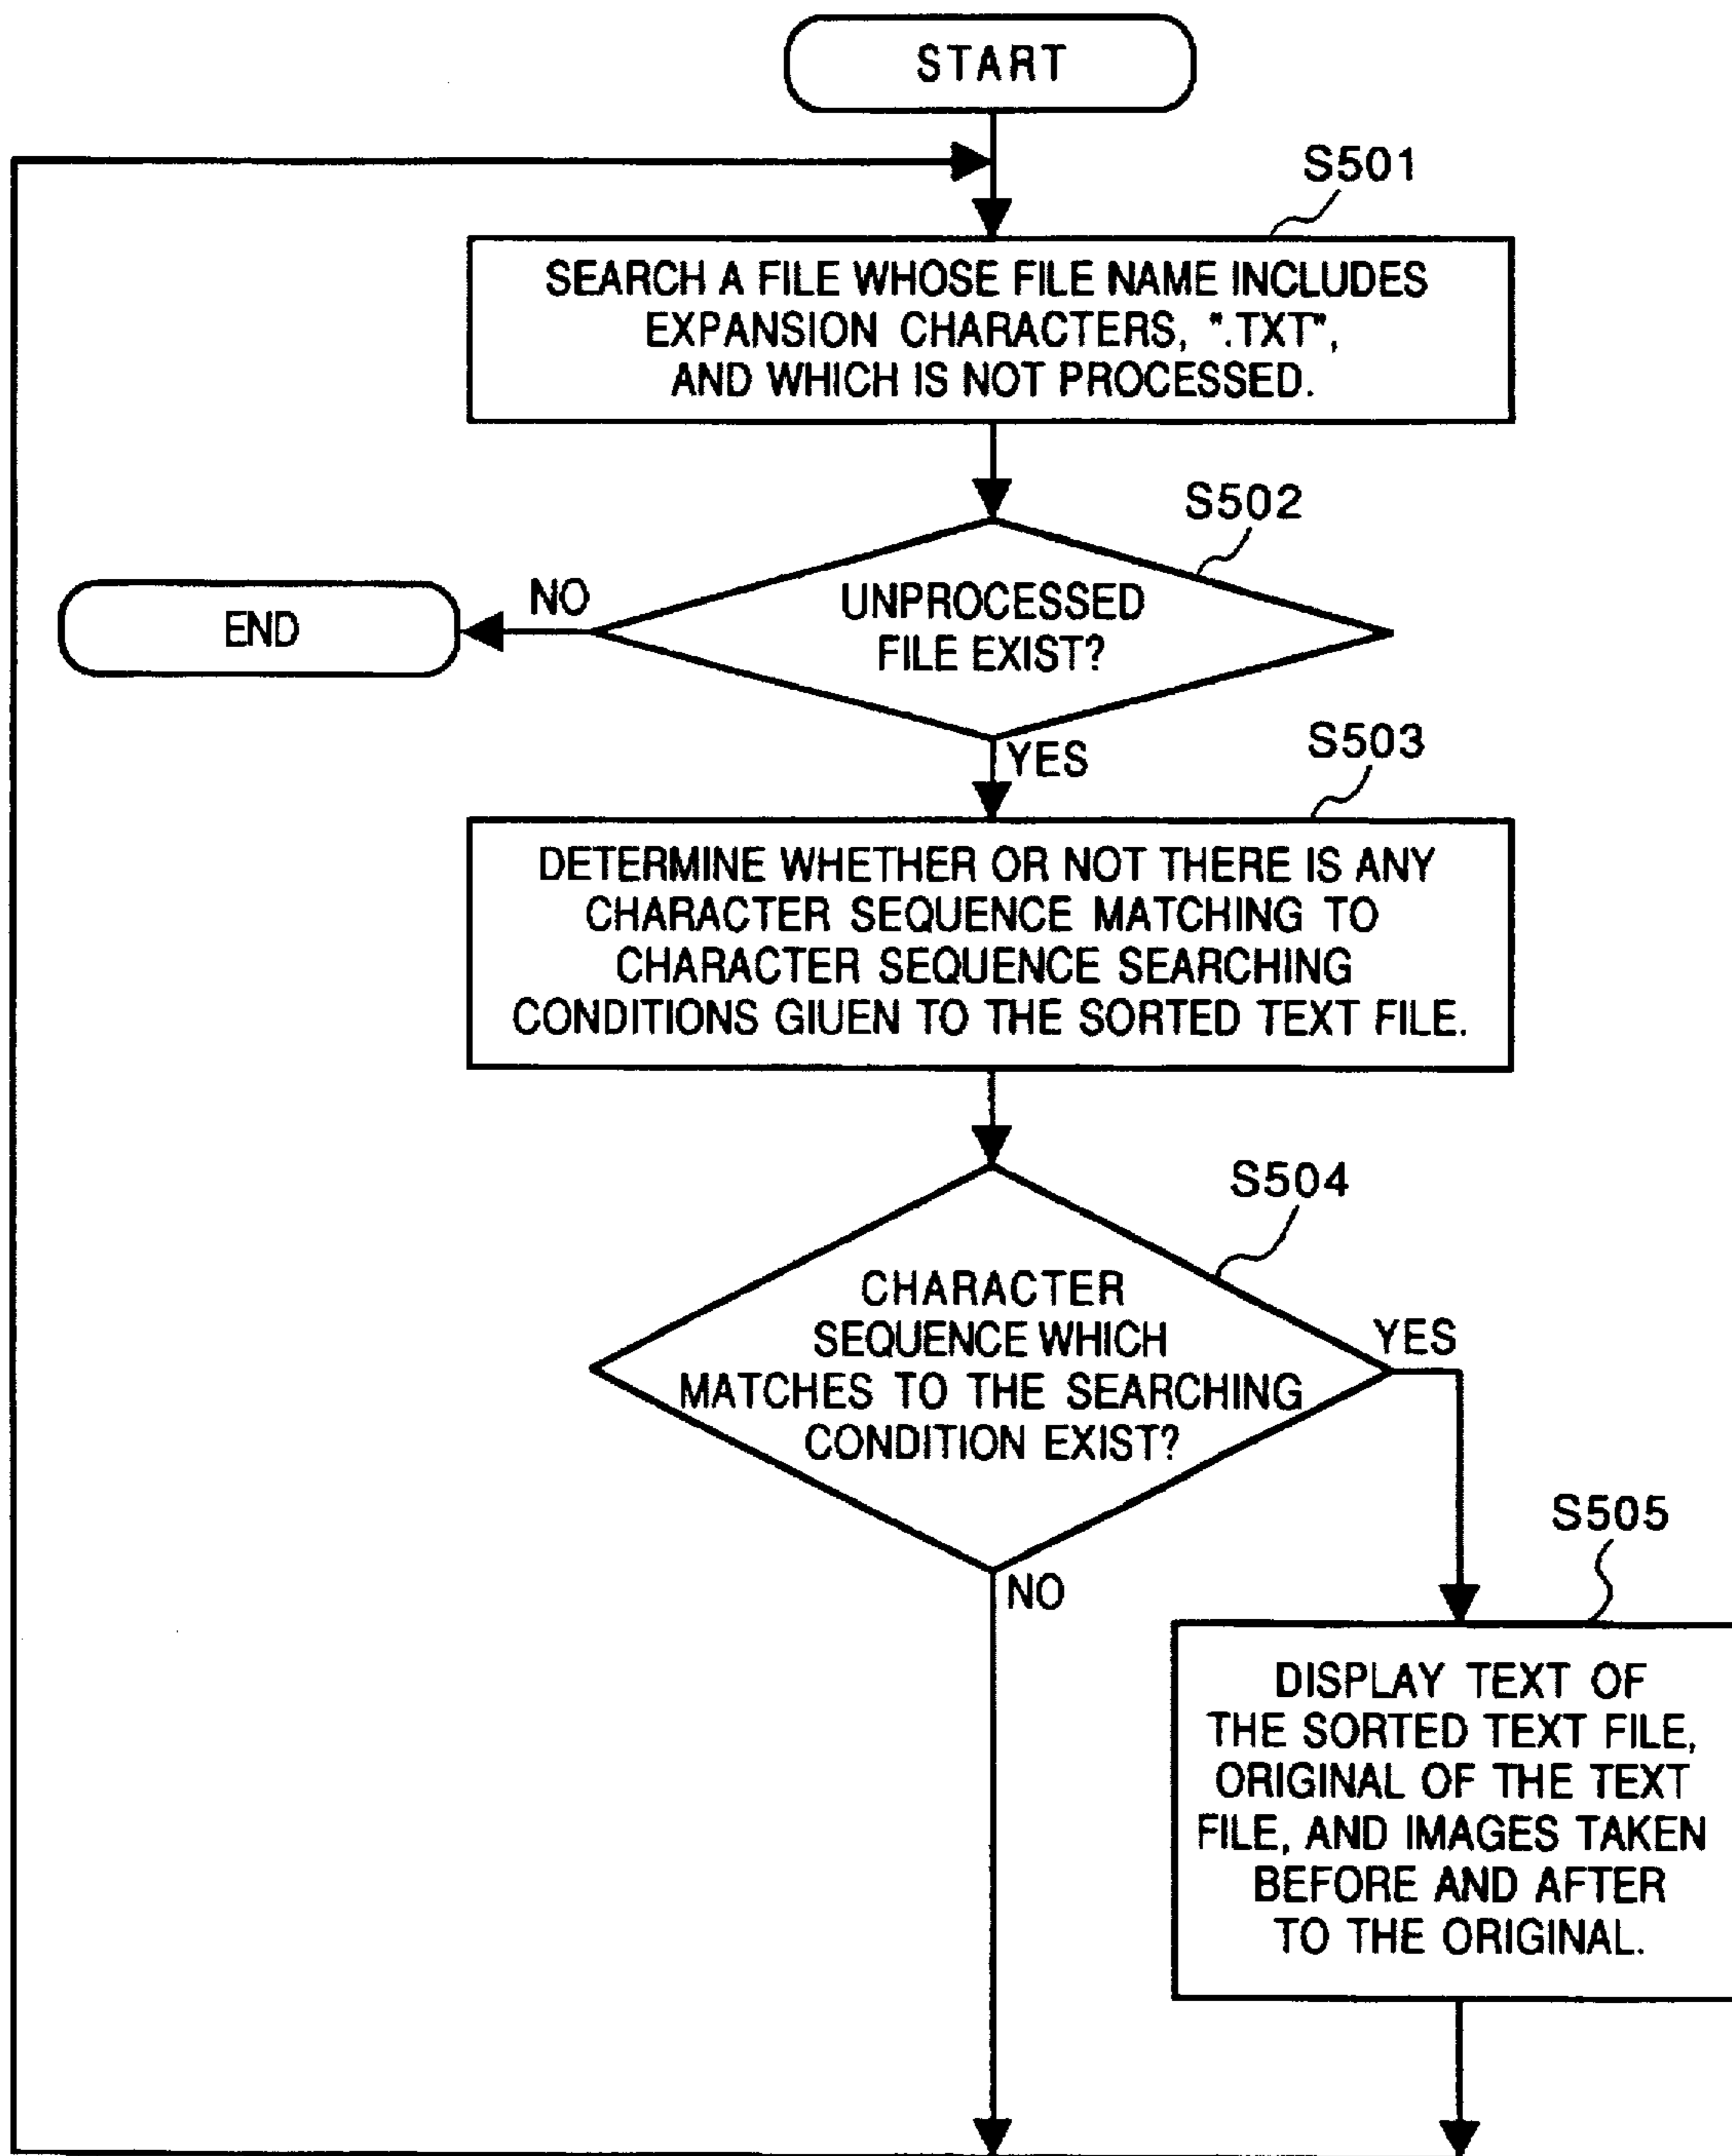 START
S501
SEARCH A FILE WHOSE FILE NAME INCLUDES
EXPANSION CHARACTERS, ".TXT",
AND WHICH IS NOT PROCESSED.
S502
UNPROCESSED
FILE EXIST?
NO
END
YES
S503
DETERMINE WHETHER OR NOT THERE IS ANY
CHARACTER SEQUENCE MATCHING TO
CHARACTER SEQUENCE SEARCHING
CONDITIONS GIUEN TO THE SORTED TEXT FILE.
S504
CHARACTER
SEQUENCE WHICH
MATCHES TO THE SEARCHING
CONDITION EXIST?
YES
NO
S505
DISPLAY TEXT OF
THE SORTED TEXT FILE,
ORIGINAL OF THE TEXT
FILE, AND IMAGES TAKEN
BEFORE AND AFTER
TO THE ORIGINAL.